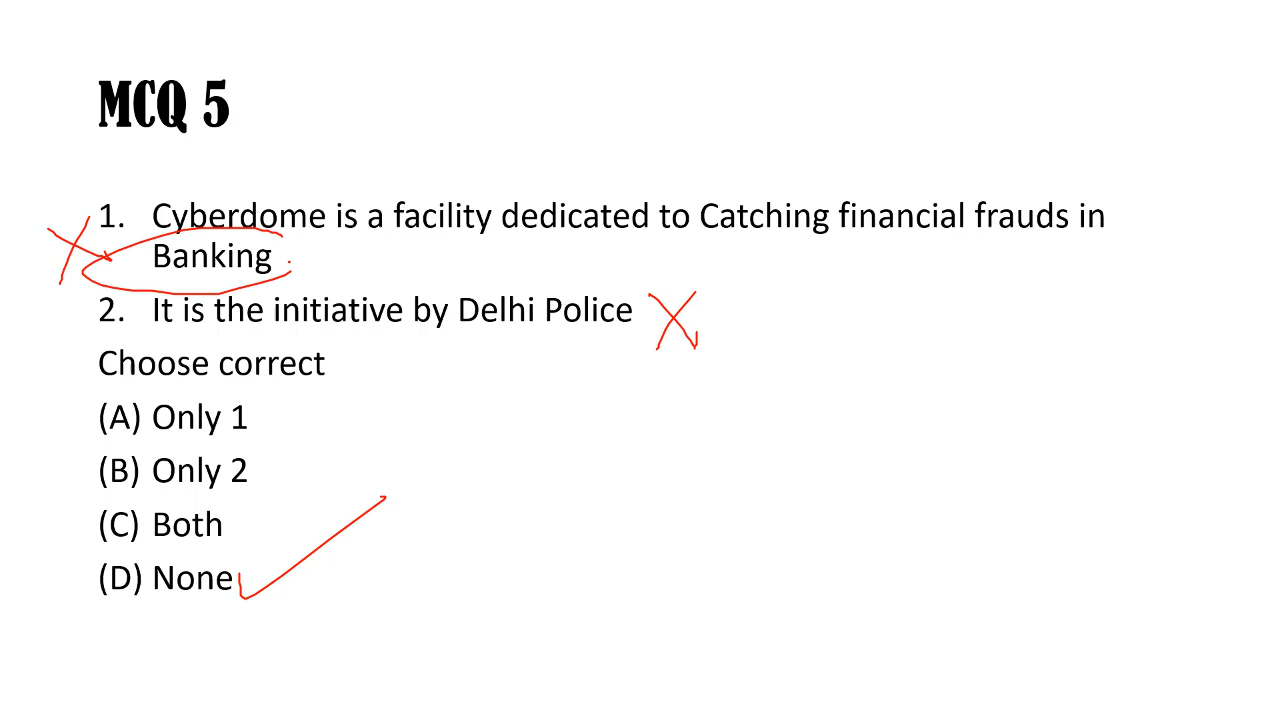 MCQ 5
1. Cyberdome is a facility dedicated to Catching financial frauds in
Banking
2. It is the initiative by Delhi Police
Choose correct
(A) Only 1
(B) Only 2
(C) Both
(D) None